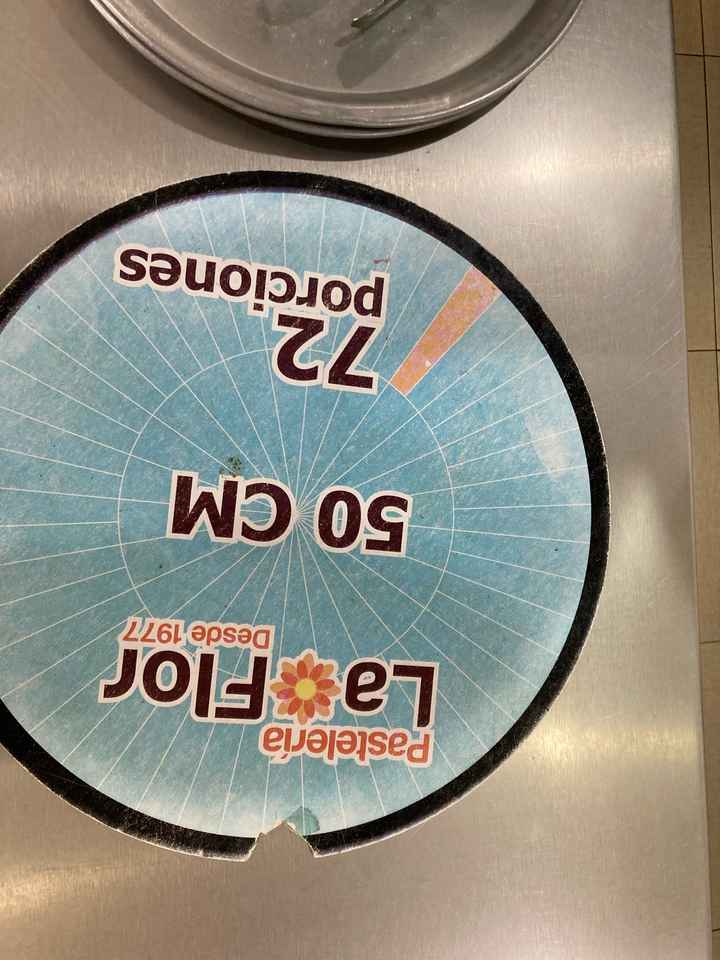 Pastelería
La Flor
Desde 1977
50 CM
72
porciones